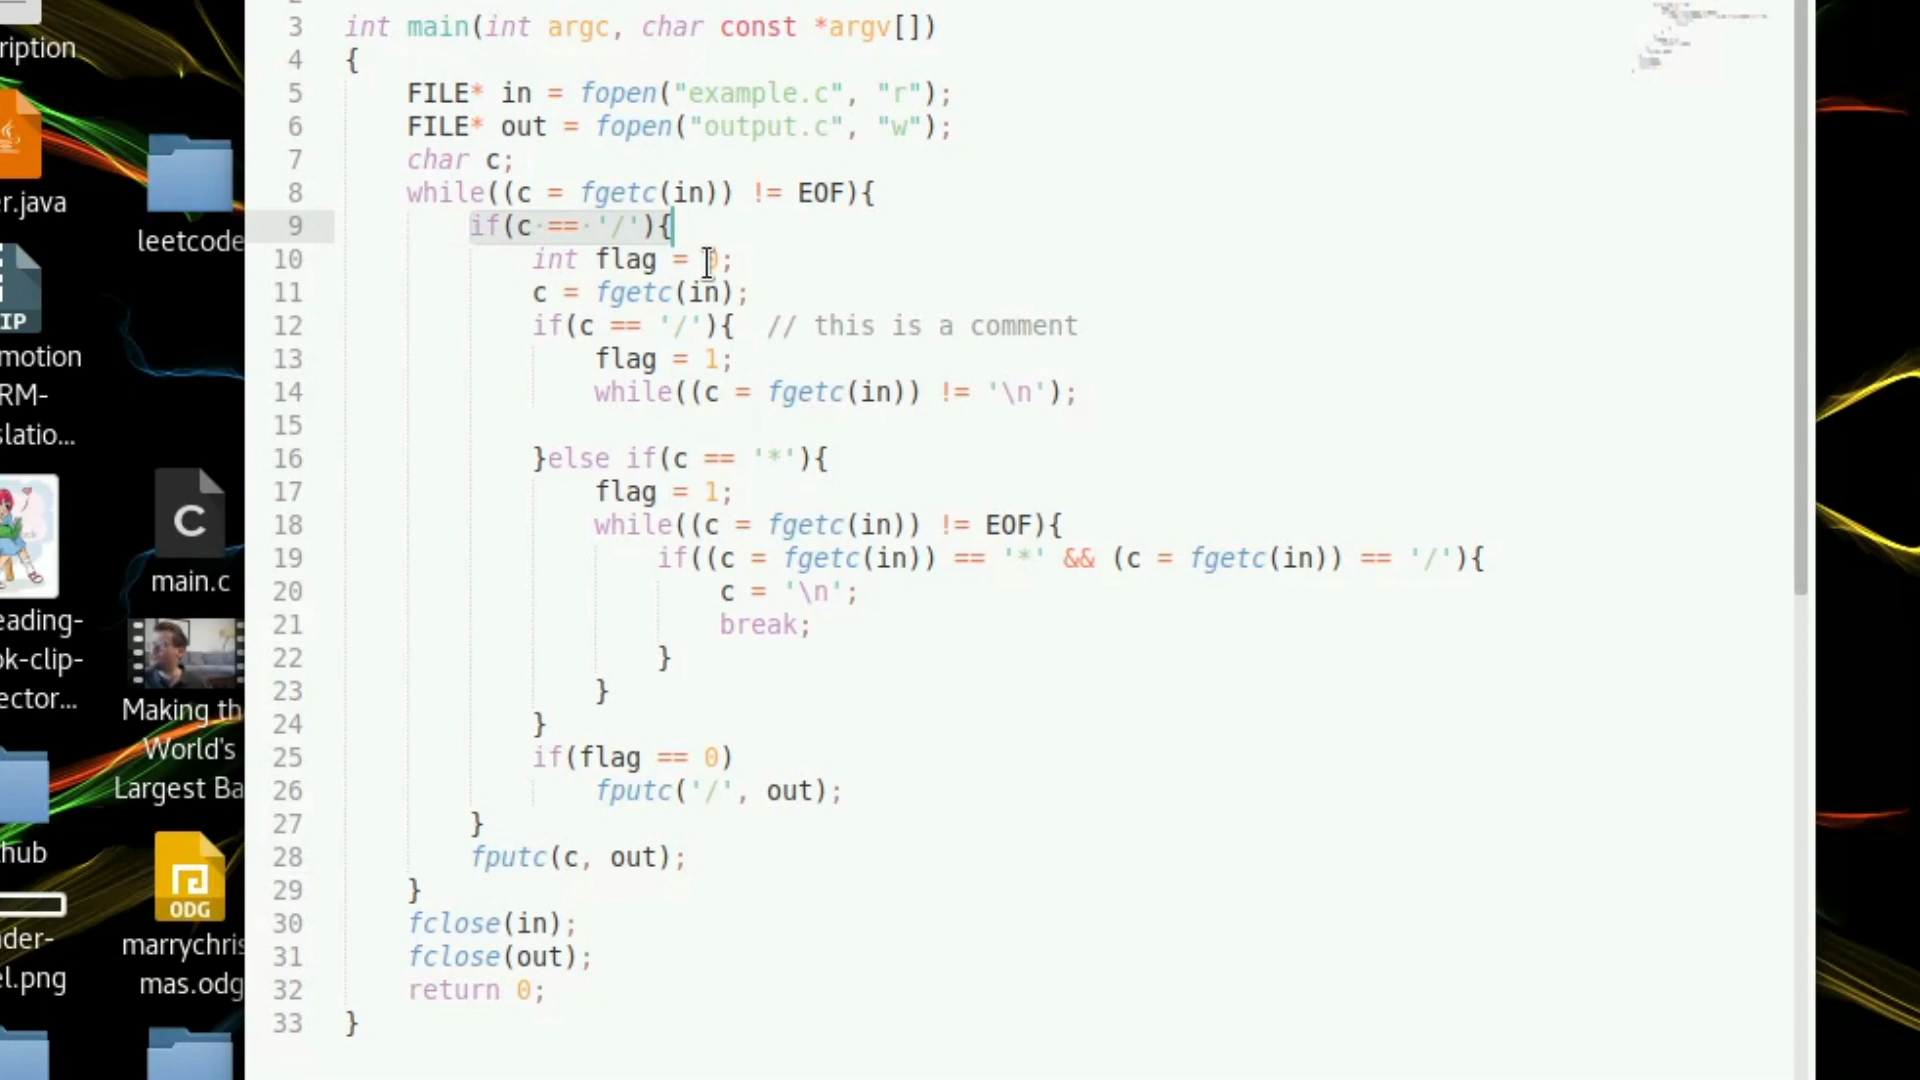 ription
r.java
leetcode
IP
motion
RM-
slatio...
C
main.c
eading-
ok-clip-
ector...
Making th
World's
Largest Ba
hub
ODG
nder-
el.png
marrychris
mas.odg
3 int main(int argc, char const *argv[])
4 {
5 FILE* in = fopen("example.c", "r");
6 FILE* out = fopen("output.c", "w");
7 char c;
8 while((c = fgetc(in)) != EOF){
9 if(c == '/'){
10 int flag = 0;
11 c = fgetc(in);
12 if(c == '/'){ // this is a comment
13 flag = 1;
14 while((c = fgetc(in)) != '\n');
15
16 }else if(c == '*'){
17 flag = 1;
18 while((c = fgetc(in)) != EOF){
19 if((c = fgetc(in)) == '*' && (c = fgetc(in)) == '/'){
20 c = '\n';
21 break;
22 }
23 }
24 }
25 if(flag == 0)
26 fputc('/', out);
27 }
28 fputc(c, out);
29 }
30 fclose(in);
31 fclose(out);
32 return 0;
33 }